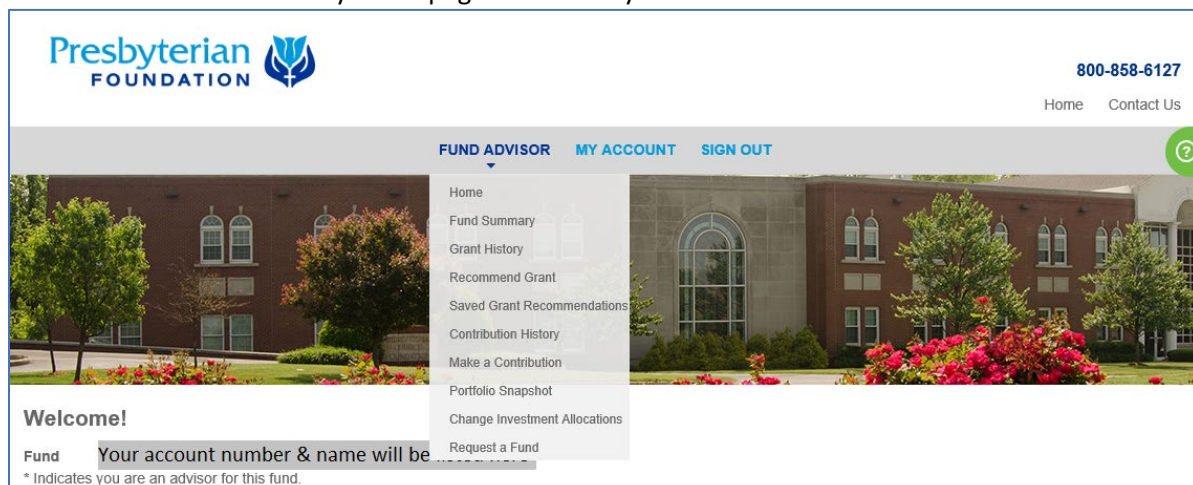 Presbyterian
FOUNDATION
800-858-6127
Home Contact Us
FUND ADVISOR MY ACCOUNT SIGN OUT
Home
Fund Summary
Grant History
Recommend Grant
Saved Grant Recommendations
Contribution History
Make a Contribution
Portfolio Snapshot
Change Investment Allocations
Request a Fund
Welcome!
Fund Your account number & name will be
* Indicates you are an advisor for this fund.